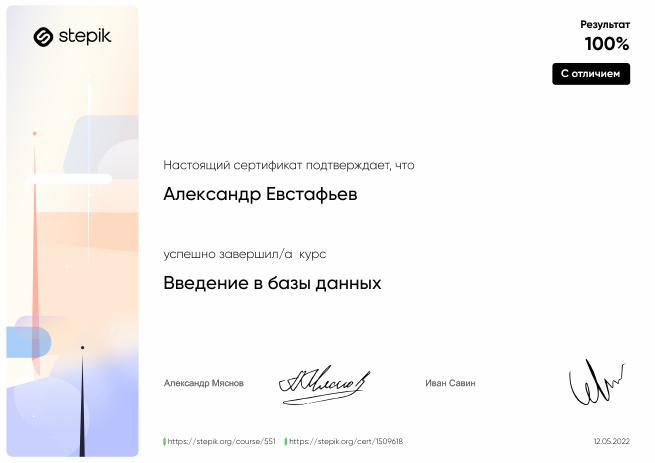 stepik
Результат
100%
С отличием
Настоящий сертификат подтверждает, что
Александр Евстафьев
успешно завершил/а курс
Введение в базы данных
Александр Мяснов
Иван Савин
https://stepik.org/course/551
https://stepik.org/cert/1509618
12.05.2022